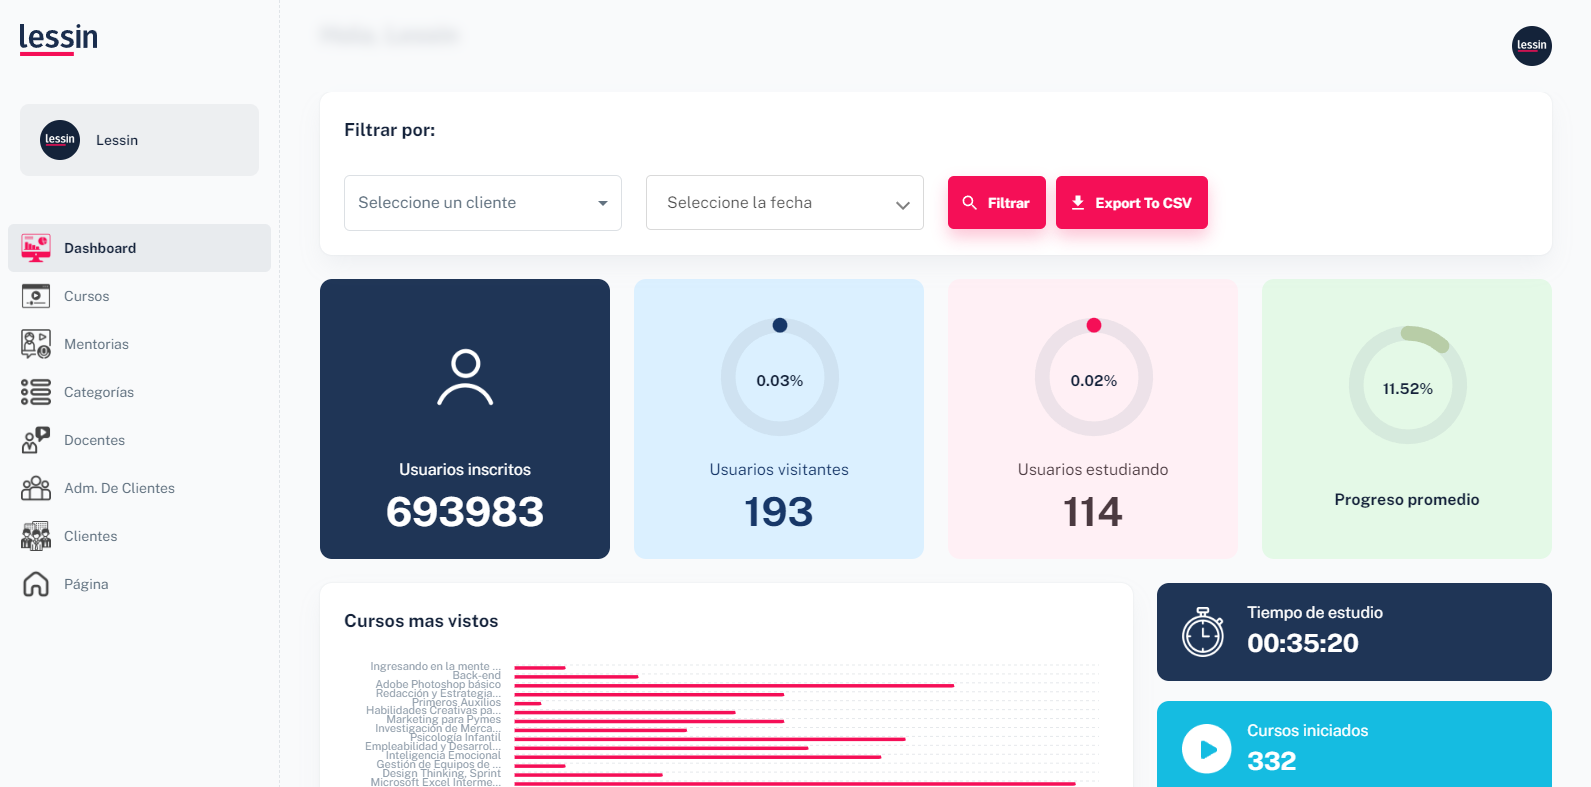 lessin
lessin
lessin
Lessin
Dashboard
Cursos
Mentorias
Categorías
Docentes
Adm. De Clientes
Clientes
Página
Filtrar por:
Seleccione un cliente
Seleccione la fecha
Filtrar
Export To CSV
Usuarios inscritos
693983
0.03%
Usuarios visitantes
193
0.02%
Usuarios estudiando
114
11.52%
Progreso promedio
Cursos mas vistos
Ingresando en la mente ...
Back-end
Adobe Photoshop básico
Redacción y Estrategia...
Primeros Auxilios
Habilidades Creativas pa...
Marketing para Pymes
Investigación de Merca...
Psicología Infantil
Empleabilidad y Desarrol...
Inteligencia Emocional
Gestión de Equipos de ...
Design Thinking, Sprint
Microsoft Excel Interme...
Tiempo de estudio
00:35:20
Cursos iniciados
332